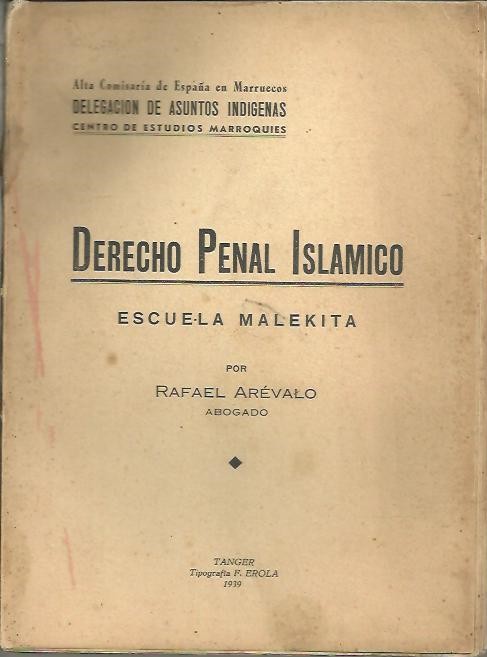 Alta Comisaría de España en Marruecos
DELEGACION DE ASUNTOS INDIGENAS
CENTRO DE ESTUDIOS MARROQUIES
DERECHO PENAL ISLAMICO
ESCUELA MALEKITA
POR
RAFAEL ARÉVALO
ABOGADO
TANGER
Tipografía F. EROLA
1939